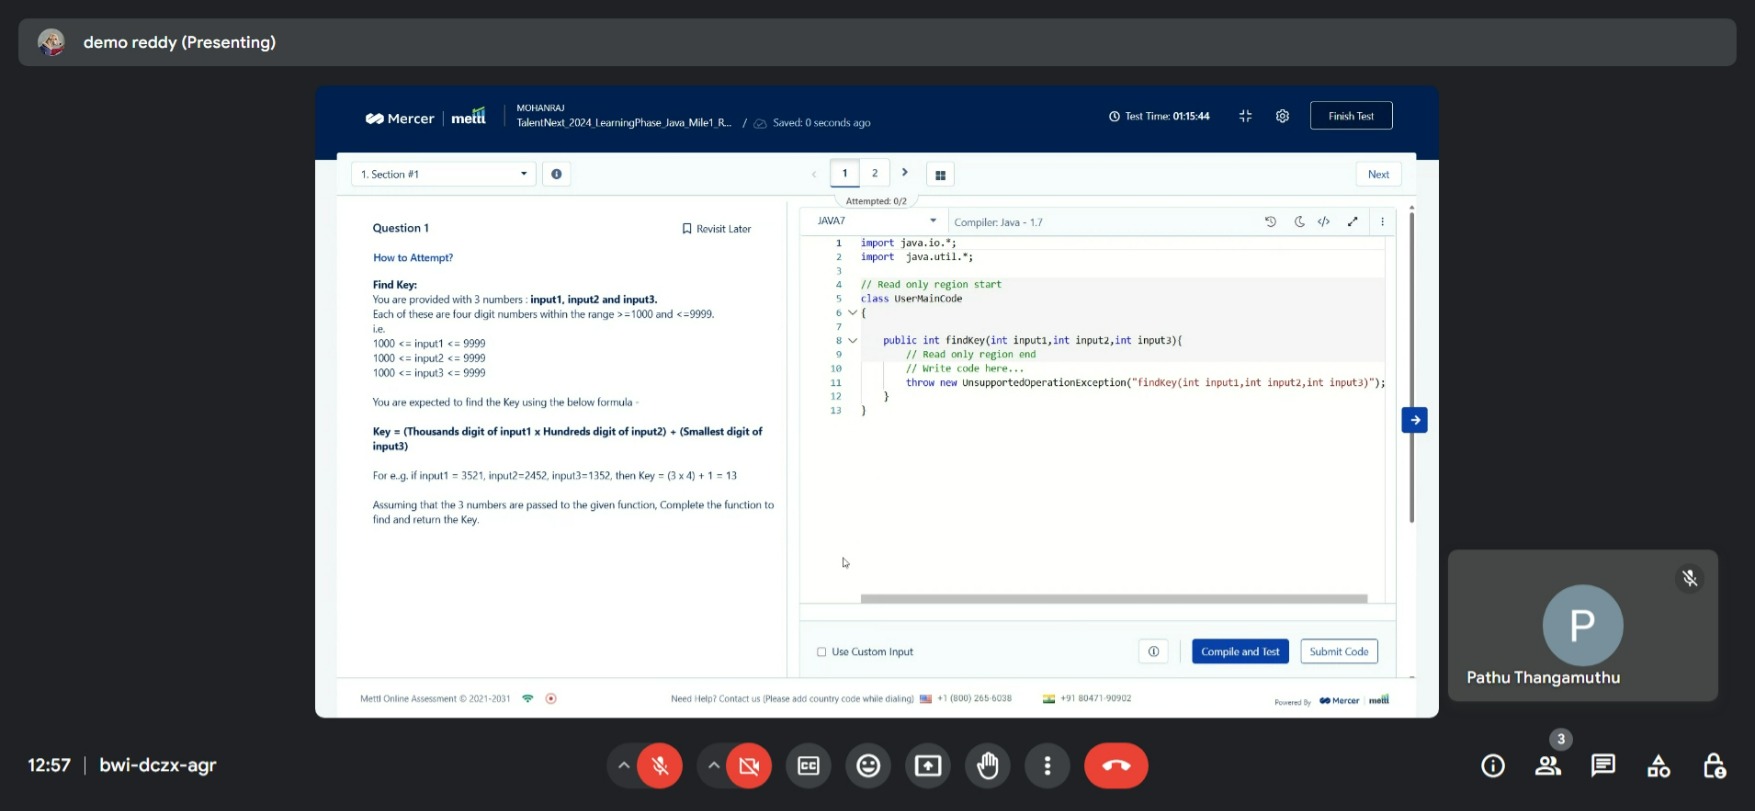 demo reddy (Presenting)
Mercer | mettl
MOHANRAJ
TalentNext_2024_LearningPhase_Java_Mile1_R... / Saved: 0 seconds ago
Test Time: 01:15:44
Finish Test
1. Section #1
1
2
Next
Attempted: 0/2
Question 1
Revisit Later
How to Attempt?
Find Key:
You are provided with 3 numbers : input1, input2 and input3.
Each of these are four digit numbers within the range >=1000 and <=9999.
i.e.
1000 <= input1 <= 9999
1000 <= input2 <= 9999
1000 <= input3 <= 9999
You are expected to find the Key using the below formula -
Key = (Thousands digit of input1 x Hundreds digit of input2) + (Smallest digit of
input3)
For e..g. if input1 = 3521, input2=2452, input3=1352, then Key = (3 x 4) + 1 = 13
Assuming that the 3 numbers are passed to the given function, Complete the function to
find and return the Key.
JAVA7
Compiler: Java - 1.7
1 import java.io.*;
2 import  java.util.*;
3
4 // Read only region start
5 class UserMainCode
6 {
7
8 public int findKey(int input1,int input2,int input3){
9 // Read only region end
10 // Write code here...
11 throw new UnsupportedOperationException("findKey(int input1,int input2,int input3)");
12 }
13 }
Use Custom Input
Compile and Test
Submit Code
Mettl Online Assessment © 2021-2031
Need Help? Contact us (Please add country code while dialing) +1 (800) 265-6038 +91 80471-90902
Powered By Mercer | mettl
P
Pathu Thangamuthu
12:57 | bwi-dczx-agr
CC
3